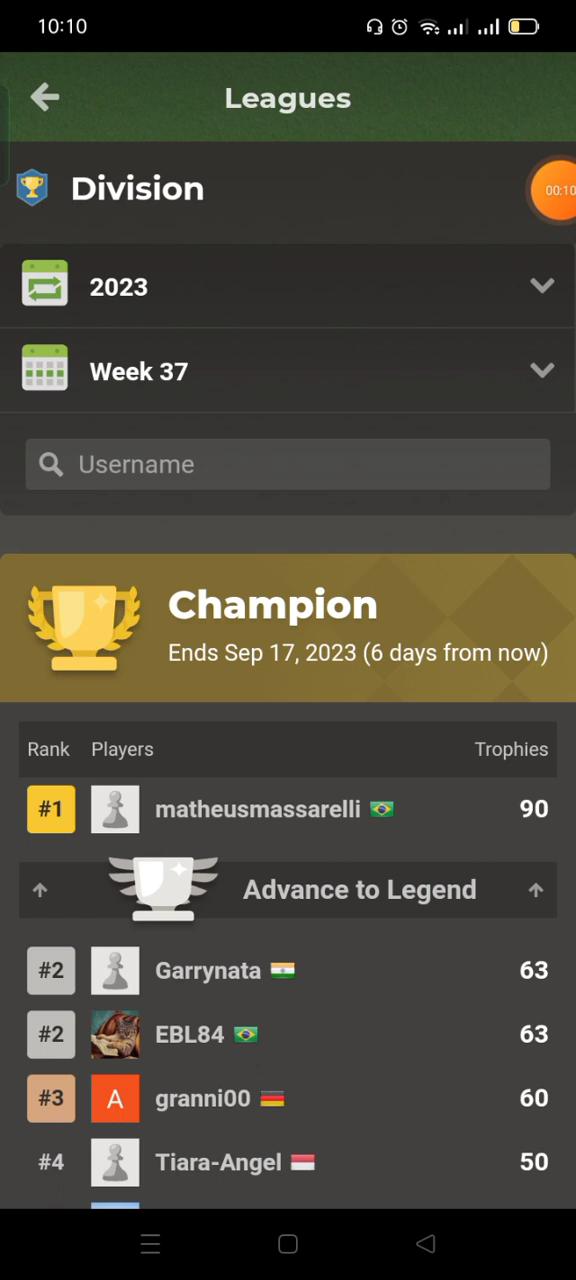 10:10
Leagues
Division
00:10
2023
Week 37
Username
Champion
Ends Sep 17, 2023 (6 days from now)
Rank Players Trophies
#1 matheusmassarelli 90
Advance to Legend
#2 Garrynata 63
#2 EBL84 63
#3 A granni00 60
#4 Tiara-Angel 50